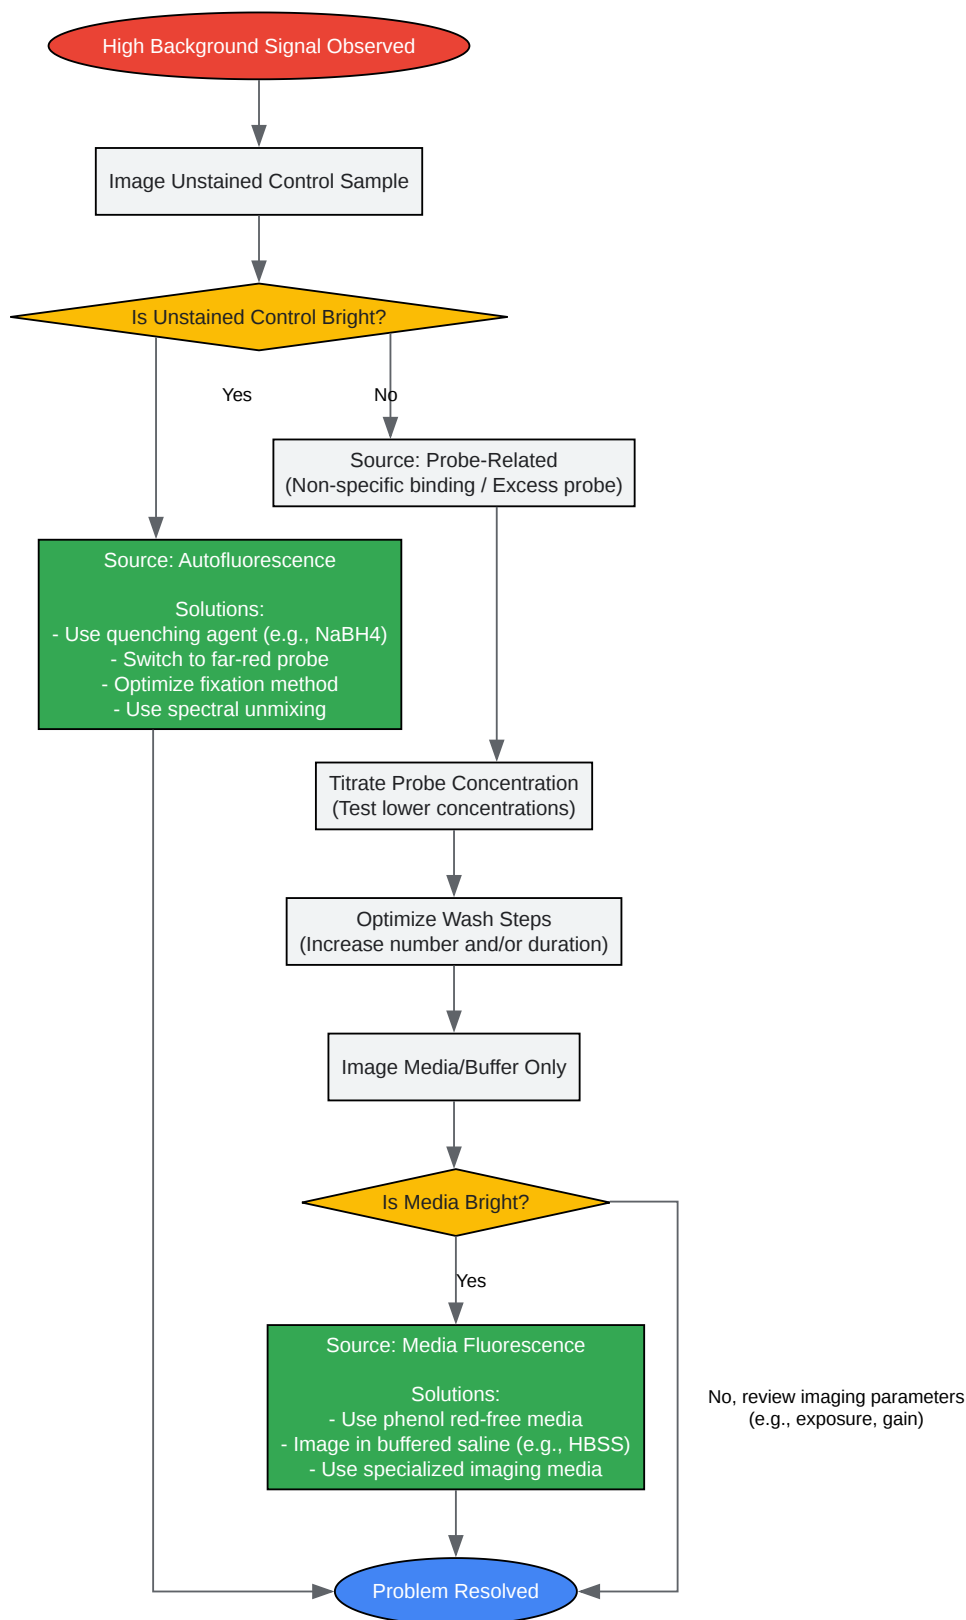 High Background Signal Observed
Image Unstained Control Sample
Is Unstained Control Bright?
Yes
No
Source: Probe-Related
(Non-specific binding / Excess probe)
Source: Autofluorescence
Solutions:
- Use quenching agent (e.g., NaBH4)
- Switch to far-red probe
- Optimize fixation method
- Use spectral unmixing
Titrate Probe Concentration
(Test lower concentrations)
Optimize Wash Steps
(Increase number and/or duration)
Image Media/Buffer Only
Is Media Bright?
Yes
Source: Media Fluorescence
Solutions:
- Use phenol red-free media
- Image in buffered saline (e.g., HBSS)
- Use specialized imaging media
No, review imaging parameters
(e.g., exposure, gain)
Problem Resolved